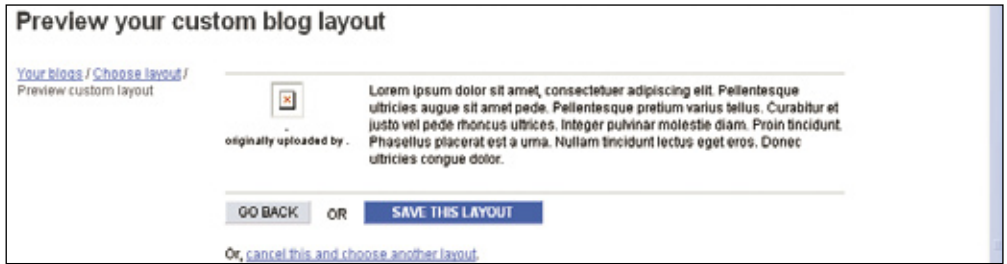 Preview your custom blog layout
Your blogs / Choose layout /
Preview custom layout
-
originally uploaded by .
Lorem ipsum dolor sit amet, consectetuer adipiscing elit. Pellentesque
ultricies augue sit amet pede. Pellentesque pretium varius tellus. Curabitur et
justo vel pede rhoncus ultrices. Integer pulvinar molestie diam. Proin tincidunt.
Phasellus placerat est a urna. Nullam tincidunt lectus eget eros. Donec
ultricies congue dolor.
GO BACK OR SAVE THIS LAYOUT
Or, cancel this and choose another layout.